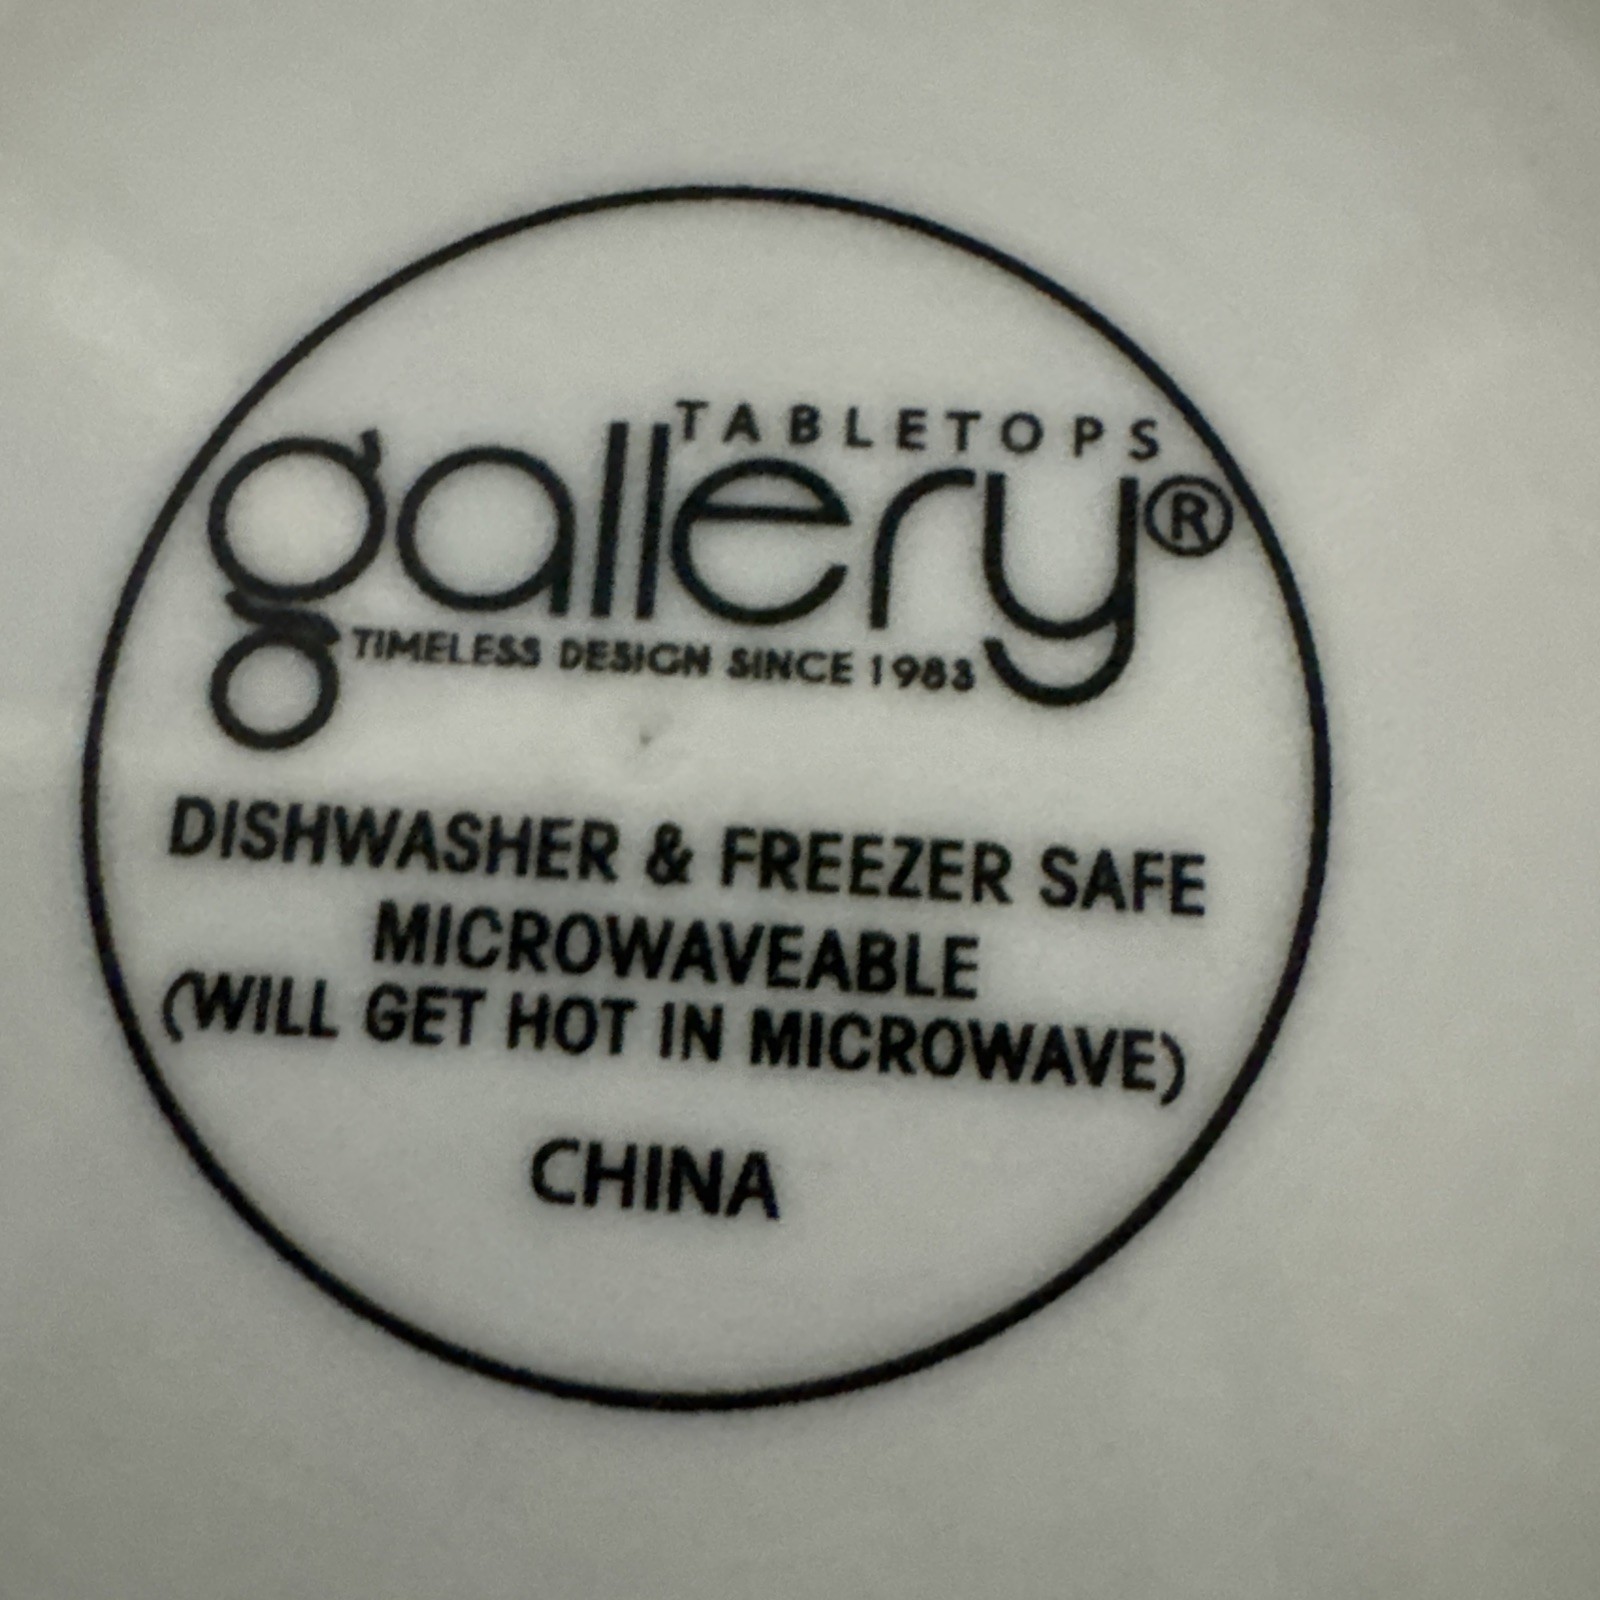 TABLETOPS
gallery®
TIMELESS DESIGN SINCE 1983
DISHWASHER & FREEZER SAFE
MICROWAVEABLE
(WILL GET HOT IN MICROWAVE)
CHINA